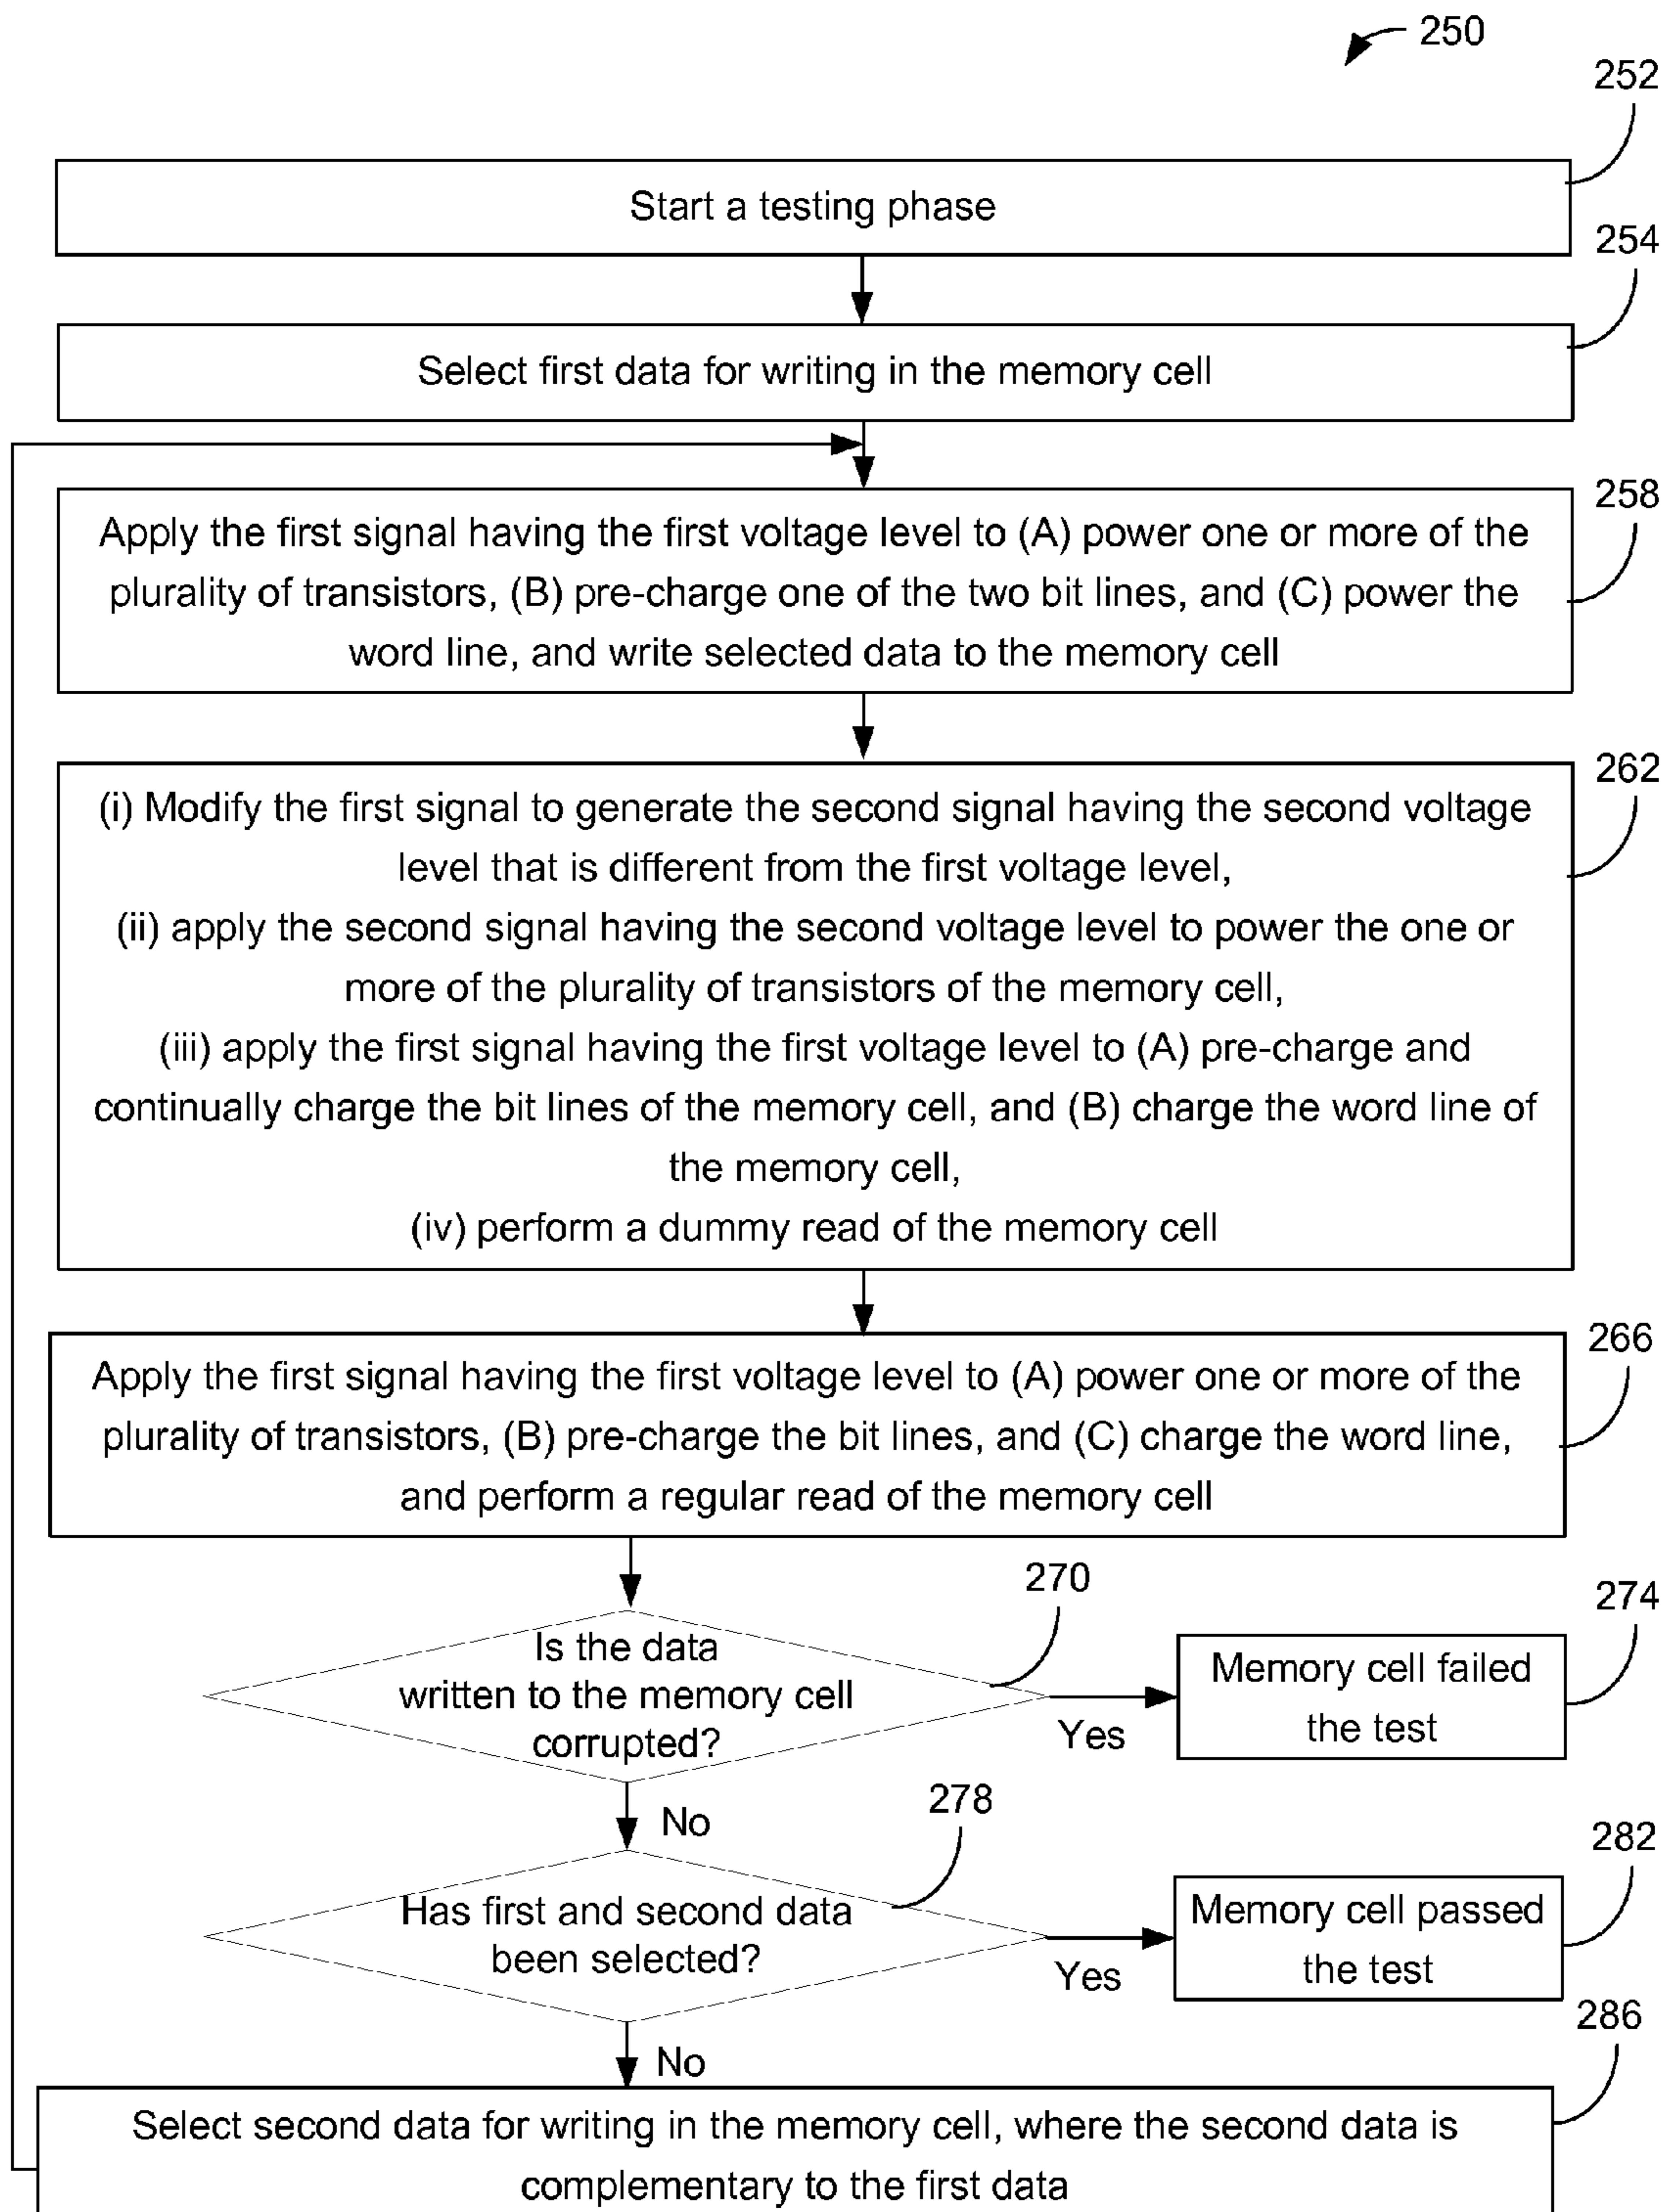 250
252
Start a testing phase
254
Select first data for writing in the memory cell
258
Apply the first signal having the first voltage level to (A) power one or more of the
plurality of transistors, (B) pre-charge one of the two bit lines, and (C) power the
word line, and write selected data to the memory cell
262
(i) Modify the first signal to generate the second signal having the second voltage
level that is different from the first voltage level,
(ii) apply the second signal having the second voltage level to power the one or
more of the plurality of transistors of the memory cell,
(iii) apply the first signal having the first voltage level to (A) pre-charge and
continually charge the bit lines of the memory cell, and (B) charge the word line of
the memory cell,
(iv) perform a dummy read of the memory cell
266
Apply the first signal having the first voltage level to (A) power one or more of the
plurality of transistors, (B) pre-charge the bit lines, and (C) charge the word line,
and perform a regular read of the memory cell
270
Is the data
written to the memory cell
corrupted?
Yes
274
Memory cell failed
the test
No
278
Has first and second data
been selected?
Yes
282
Memory cell passed
the test
No
286
Select second data for writing in the memory cell, where the second data is
complementary to the first data